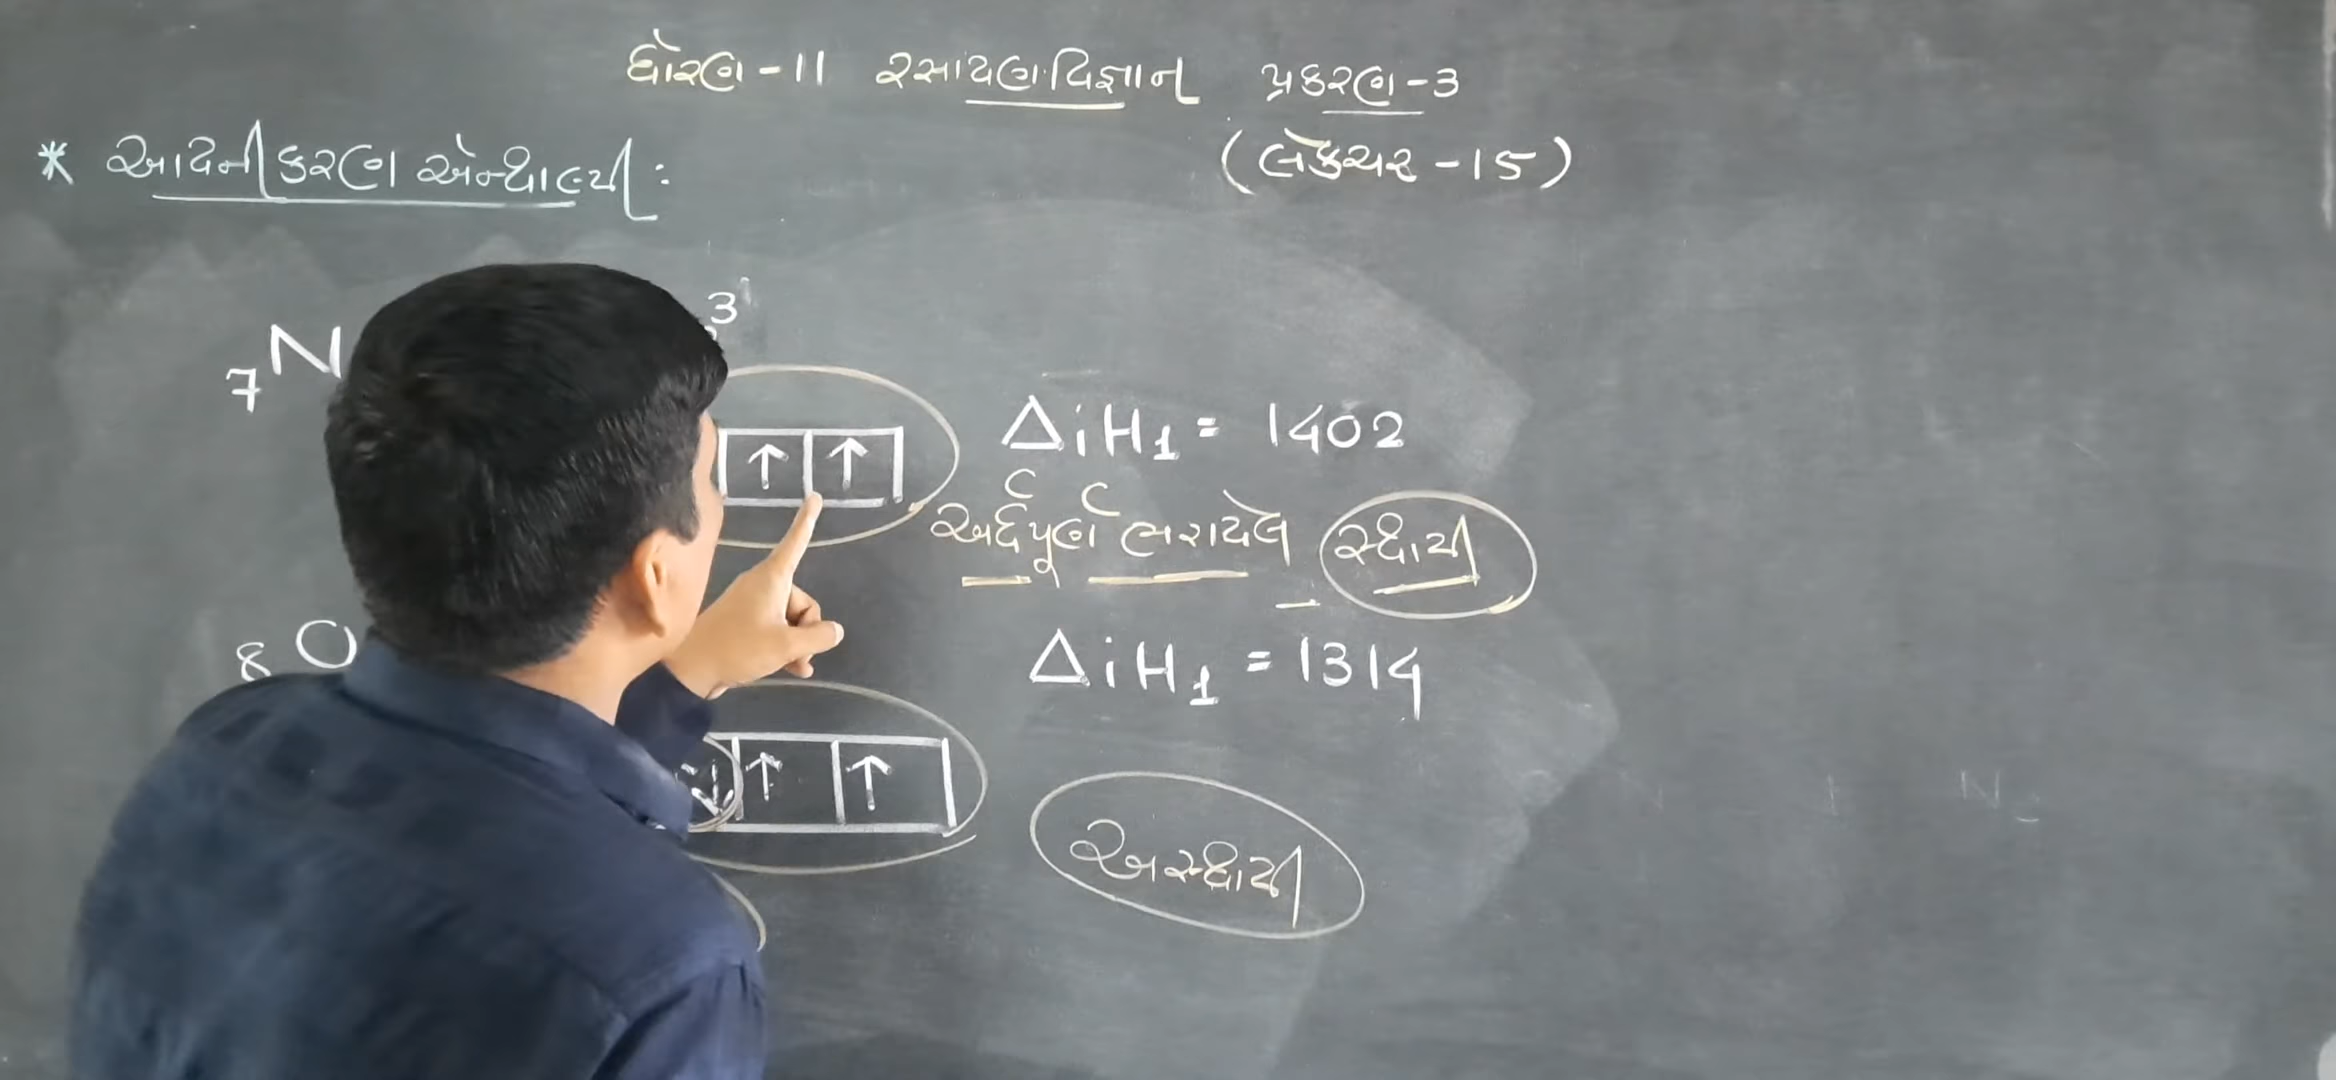 ધોરણ - 11 રસાયણવિજ્ઞાન પ્રકરણ - 3
(લેક્ચર - 15)
* આયનીકરણ એન્થાલ્પી :
₇N 3
↑ ↑ ΔiH₁ = 1402
અર્દ્યપૂર્ણ ભરાયેલ સ્થાયી
₈O ΔiH₁ = 1314
↑ ↑
અસ્થાયી